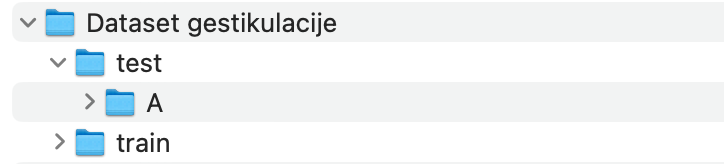 Dataset gestikulacije
test
A
train